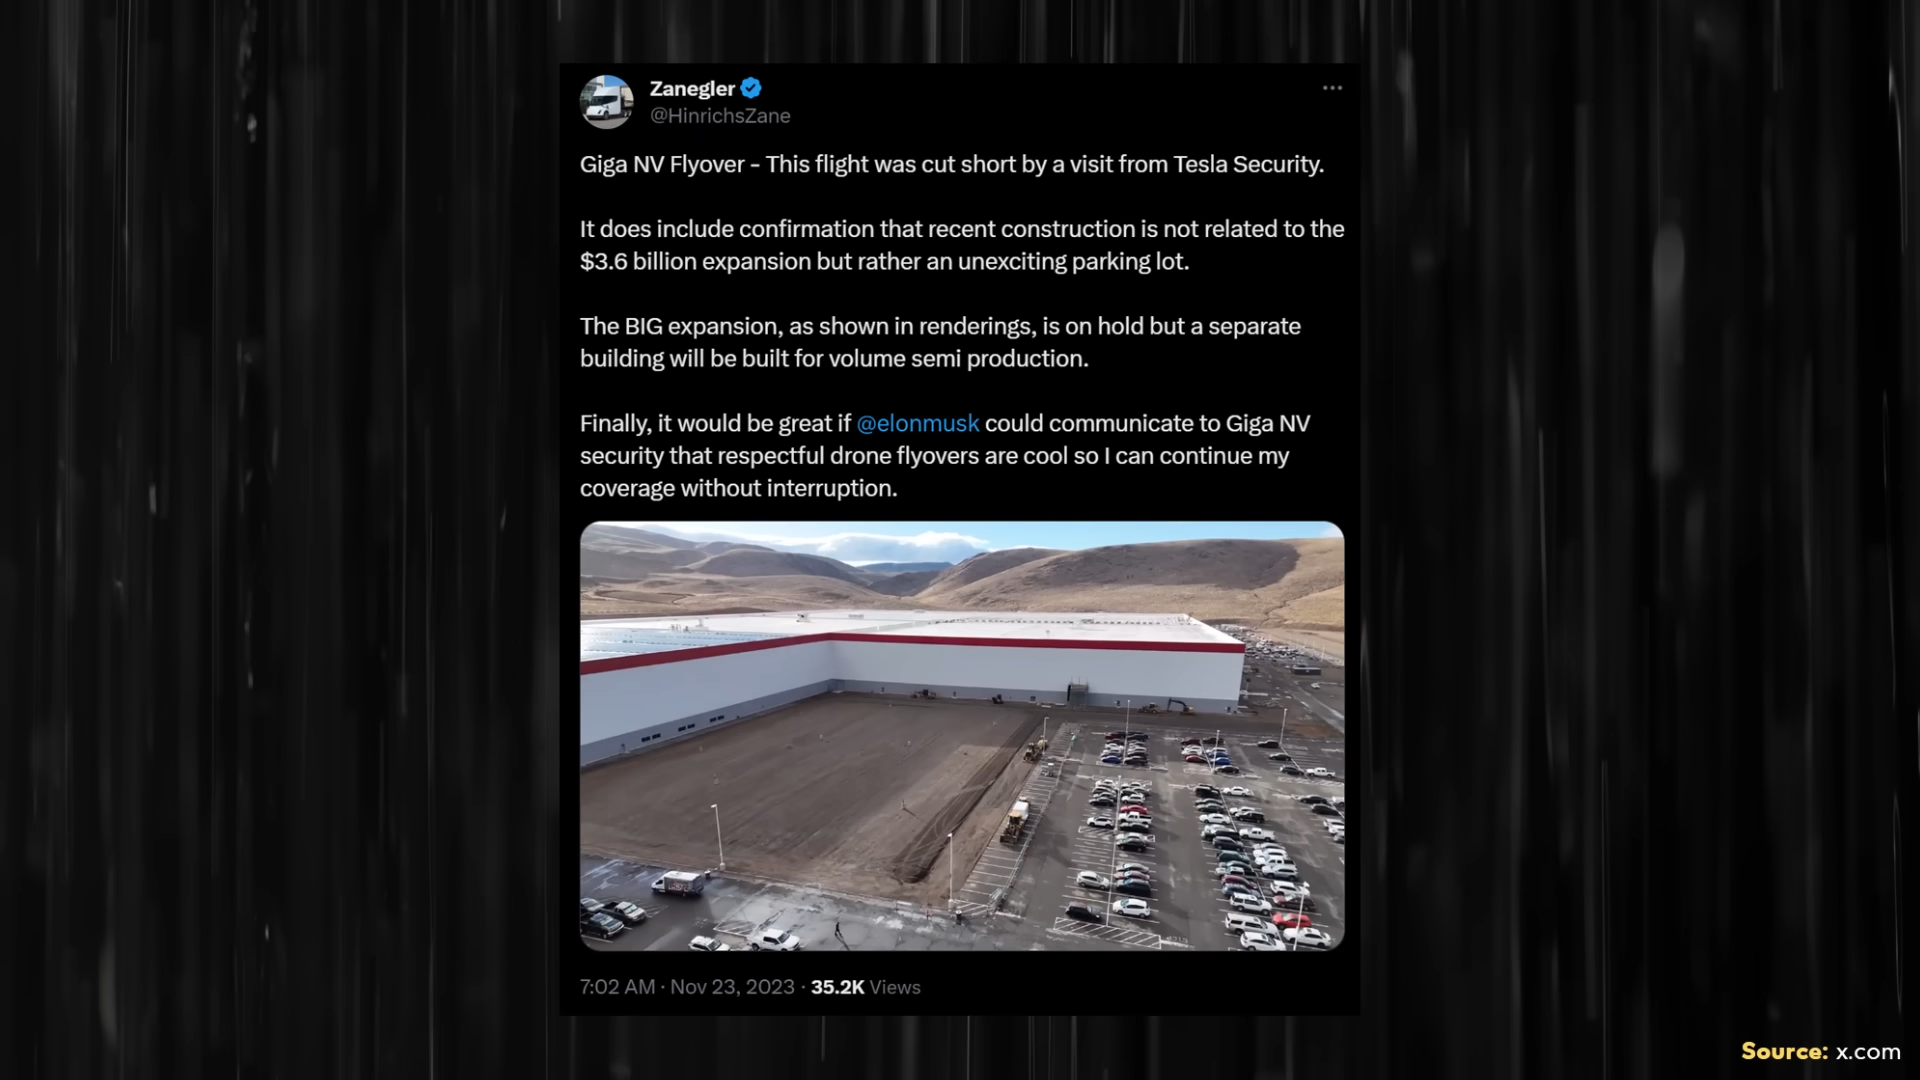 Zanegler
@HinrichsZane
Giga NV Flyover - This flight was cut short by a visit from Tesla Security.
It does include confirmation that recent construction is not related to the
$3.6 billion expansion but rather an unexciting parking lot.
The BIG expansion, as shown in renderings, is on hold but a separate
building will be built for volume semi production.
Finally, it would be great if @elonmusk could communicate to Giga NV
security that respectful drone flyovers are cool so I can continue my
coverage without interruption.
7:02 AM · Nov 23, 2023 · 35.2K Views
Source: x.com